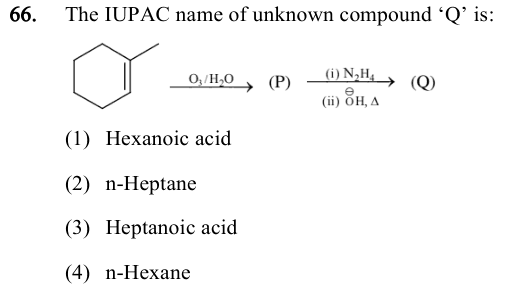 66. The IUPAC name of unknown compound ‘Q’ is:
O₃/H₂O (P) (i) N₂H₄ (Q)
(ii) ⊖OH, Δ
(1) Hexanoic acid
(2) n-Heptane
(3) Heptanoic acid
(4) n-Hexane